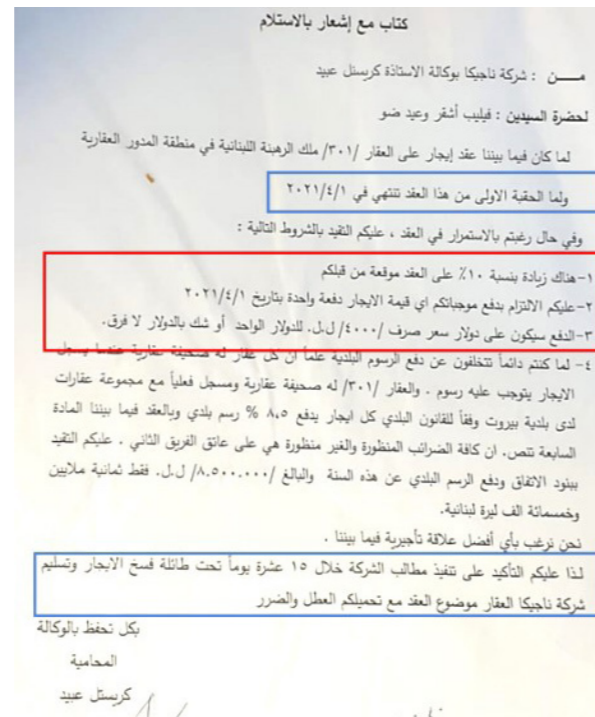 كتاب مع إشعار بالاستلام
مـــن : شركة ناجيكا بوكالة الاستاذة كريستل عبيد
لحضرة السيدين : فيليب أشقر وعيد ضو
لما كان فيما بيننا عقد إيجار على العقار /٣٠١/ ملك الرهبنة اللبنانية في منطقة المدور العقارية
ولما الحقبة الاولى من هذا العقد تنتهي في ٢٠٢١/٤/١
وفي حال رغبتم بالاستمرار في العقد ، عليكم التقيد بالشروط التالية :
١-هناك زيادة بنسبة ١٠٪ على العقد موقعة من قبلكم
٢-عليكم الالتزام بدفع موجباتكم اي قيمة الايجار دفعة واحدة بتاريخ ٢٠٢١/٤/١
٣-الدفع سيكون على دولار سعر صرف /٤٠٠٠/ ل.ل. للدولار الواحد أو شك بالدولار لا فرق.
٤- لما كنتم دائماً تتخلفون عن دفع الرسوم البلدية علماً ان كل عقار له صحيفة عقارية عندما يسجل
الايجار يتوجب عليه رسوم . والعقار /٣٠١/ له صحيفة عقارية ومسجل فعلياً مع مجموعة عقارات
لدى بلدية بيروت وفقاً للقانون البلدي كل ايجار يدفع ٨،٥ % رسم بلدي وبالعقد فيما بيننا المادة
السابعة تنص. ان كافة الضرائب المنظورة والغير منظورة هي على عاتق الفريق الثاني . عليكم التقيد
ببنود الاتفاق ودفع الرسم البلدي عن هذه السنة والبالغ /٨.٥٠٠.٠٠٠/ ل.ل. فقط ثمانية ملايين
وخمسمائة الف ليرة لبنانية.
نحن نرغب بأي أفضل علاقة تأجيرية فيما بيننا .
لذا عليكم التأكيد على تنفيذ مطالب الشركة خلال ١٥ عشرة يوماً تحت طائلة فسخ الايجار وتسليم
شركة ناجيكا العقار موضوع العقد مع تحميلكم العطل والضرر
بكل تحفظ بالوكالة
المحامية
كريستل عبيد